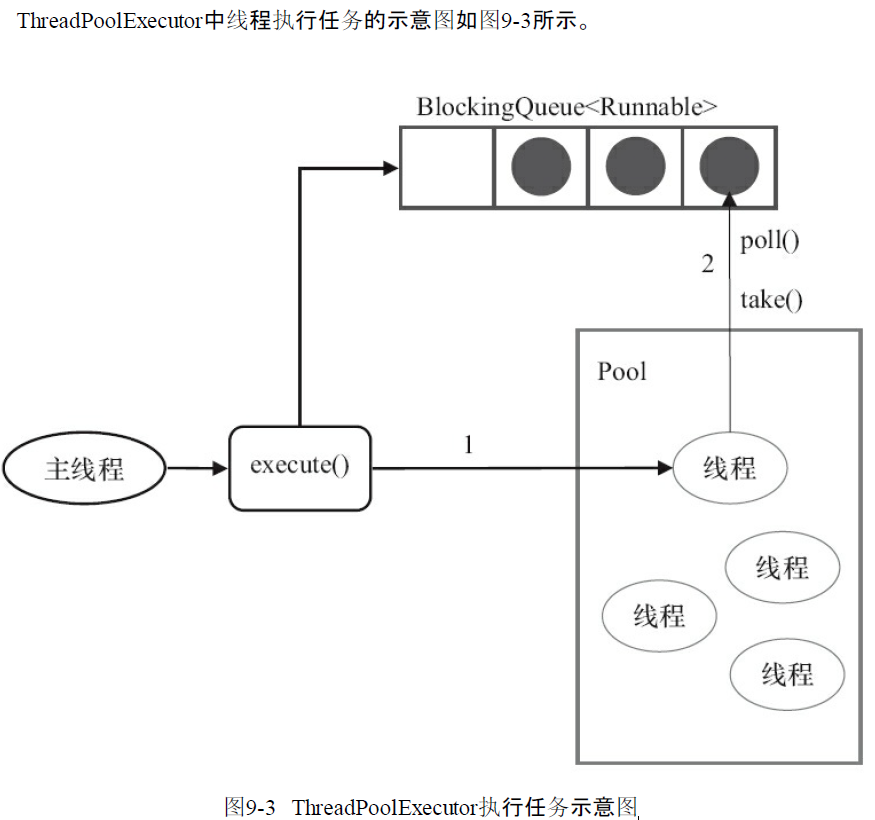 ThreadPoolExecutor中线程执行任务的示意图如图9-3所示。
BlockingQueue<Runnable>
poll()
2
take()
Pool
主线程
execute()
1
线程
线程
线程
线程
图9-3 ThreadPoolExecutor执行任务示意图